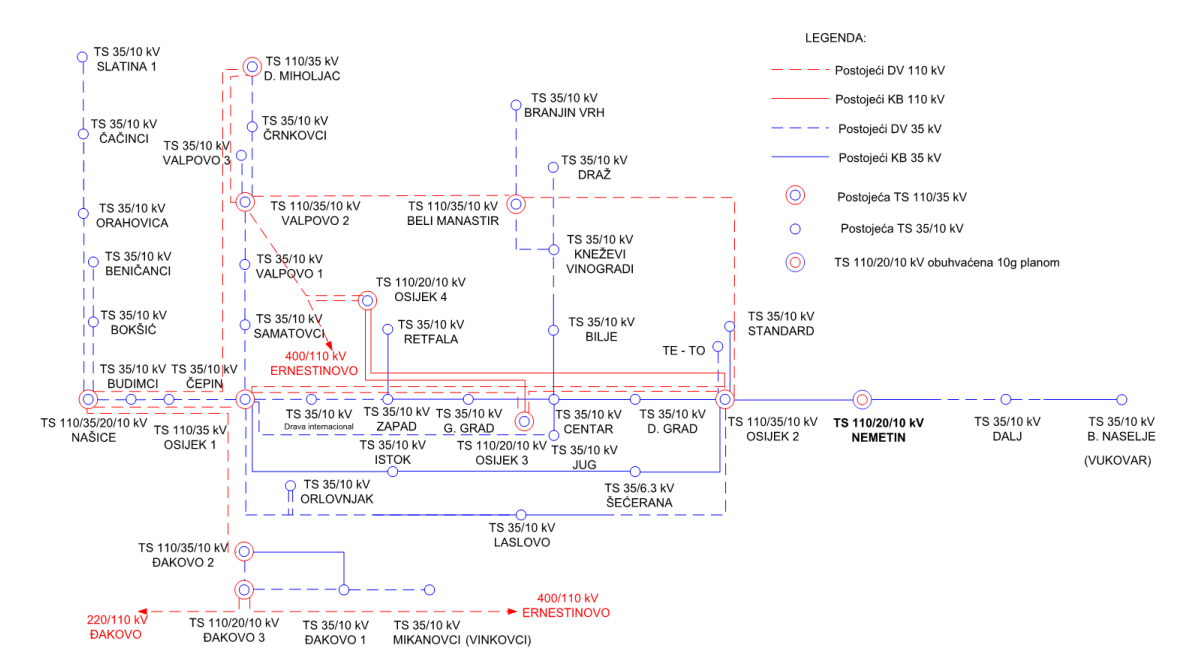 TS 35/10 kV
SLATINA 1
TS 110/35 kV
D. MIHOLJAC
LEGENDA:
Postojeći DV 110 kV
Postojeći KB 110 kV
Postojeći DV 35 kV
Postojeći KB 35 kV
Postojeća TS 110/35 kV
Postojeća TS 35/10 kV
TS 110/20/10 kV obuhvaćena 10g planom
TS 35/10 kV
ČAČINCI
TS 35/10 kV
VALPOVO 3
TS 35/10 kV
ČRNKOVCI
TS 35/10 kV
BRANJIN VRH
TS 35/10 kV
DRAŽ
TS 35/10 kV
ORAHOVICA
TS 110/35/10 kV
VALPOVO 2
TS 110/35/10 kV
BELI MANASTIR
TS 35/10 kV
KNEŽEVI
VINOGRADI
TS 35/10 kV
BENIČANCI
TS 35/10 kV
VALPOVO 1
TS 110/20/10 kV
OSIJEK 4
TS 35/10 kV
BOKŠIĆ
TS 35/10 kV
SAMATOVCI
TS 35/10 kV
RETFALA
TS 35/10 kV
BILJE
TS 35/10 kV
STANDARD
TE - TO
400/110 kV
ERNESTINOVO
TS 35/10 kV
BUDIMCI
TS 35/10 kV
ČEPIN
TS 110/35/20/10 kV
NAŠICE
TS 110/35 kV
OSIJEK 1
TS 35/10 kV
Drava internacional
TS 35/10 kV
ZAPAD
TS 35/10 kV
G. GRAD
TS 110/20/10 kV
OSIJEK 3
TS 35/10 kV
CENTAR
TS 35/10 kV
D. GRAD
TS 110/35/10 kV
OSIJEK 2
TS 110/20/10 kV
NEMETIN
TS 35/10 kV
DALJ
TS 35/10 kV
B. NASELJE
(VUKOVAR)
TS 35/10 kV
ISTOK
TS 35/10 kV
JUG
TS 35/10 kV
ORLOVNJAK
TS 35/6.3 kV
ŠEĆERANA
TS 35/10 kV
LASLOVO
TS 110/35/10 kV
ĐAKOVO 2
220/110 kV
ĐAKOVO
TS 110/20/10 kV
ĐAKOVO 3
TS 35/10 kV
ĐAKOVO 1
TS 35/10 kV
MIKANOVCI (VINKOVCI)
400/110 kV
ERNESTINOVO